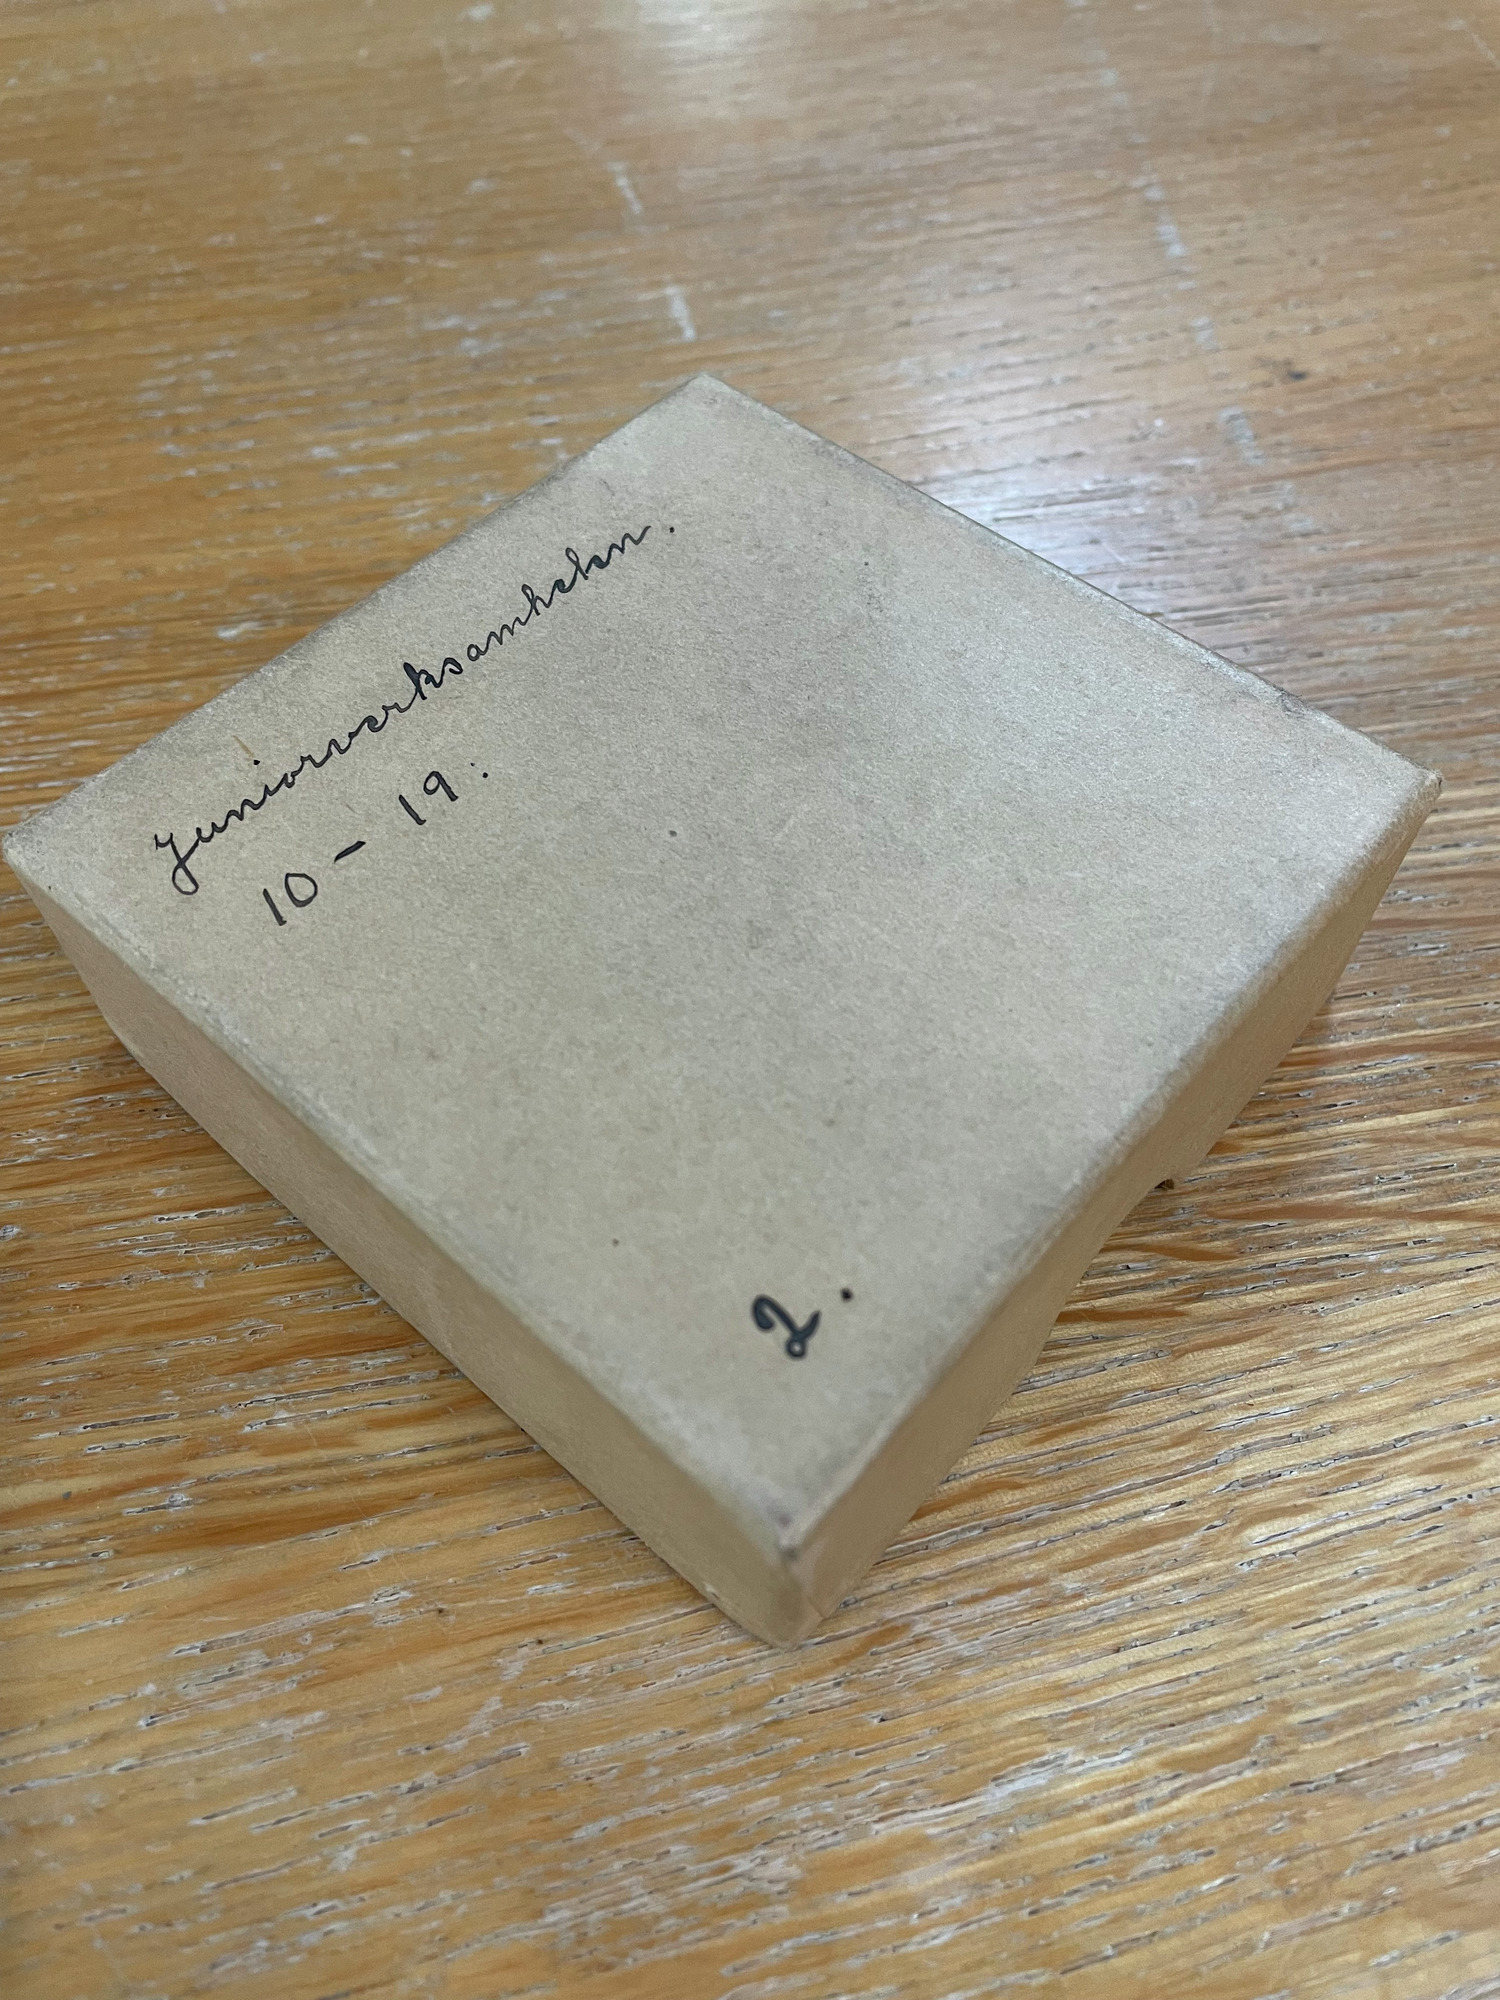 Juniorverksamheten.
10 - 19.
2.